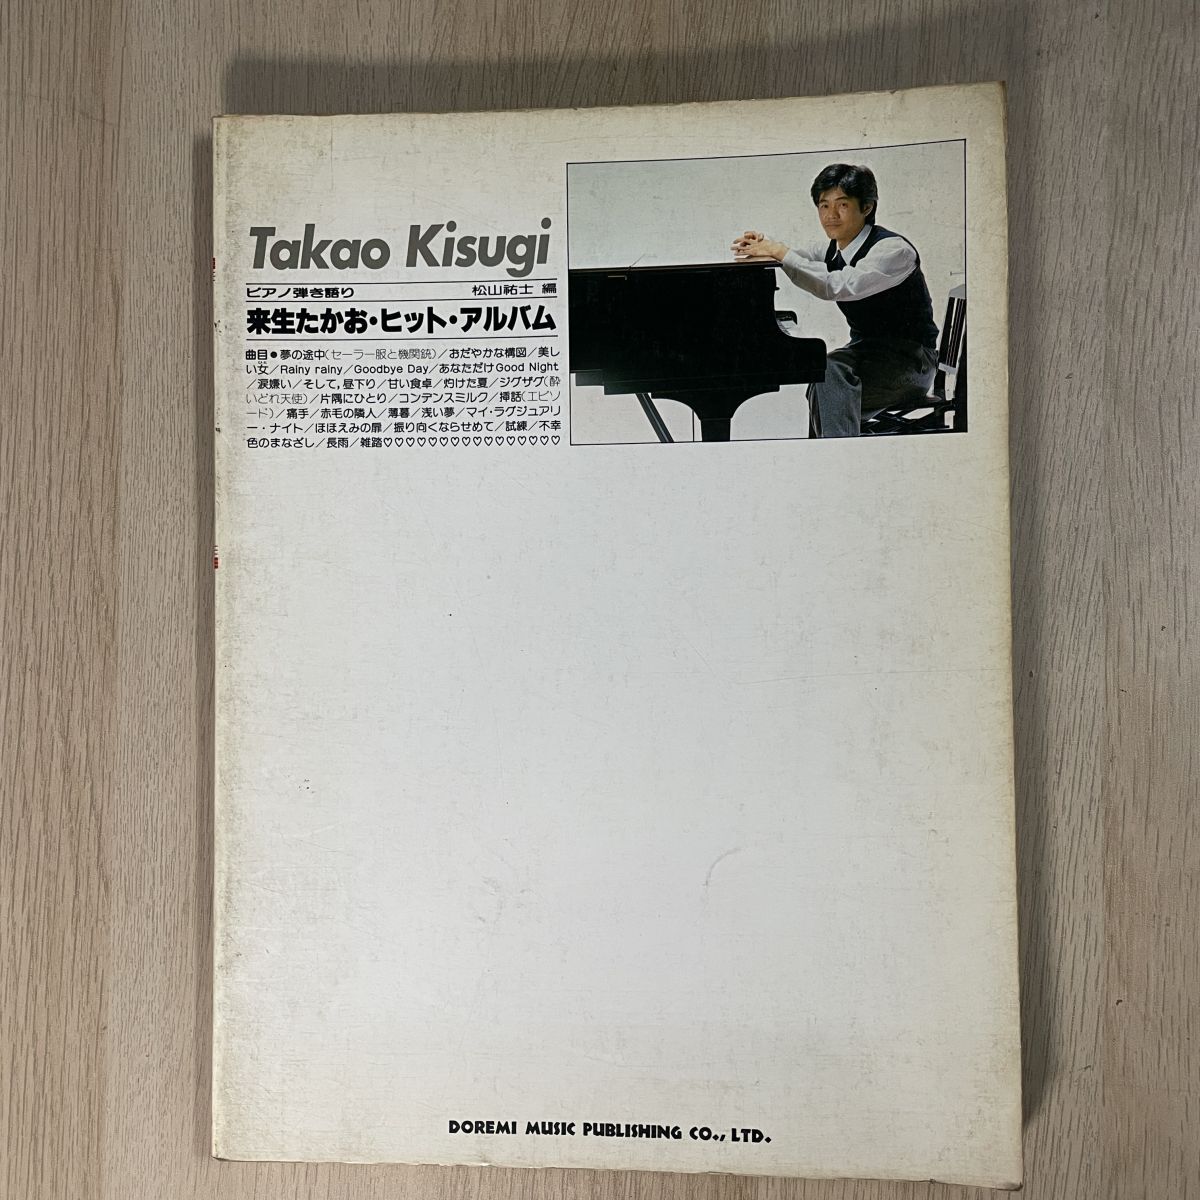 Takao Kisugi
ピアノ弾き語り 松山祐士 編
来生たかお・ヒット・アルバム
曲目●夢の途中(セーラー服と機関銃)／おだやかな構図／美し
い女／Rainy rainy／Goodbye Day／あなただけGood Night
／涙嫌い／そして,昼下り／甘い食卓／灼けた夏／ジグザグ(酔
いどれ天使)／片隅にひとり／コンデンスミルク／挿話(エピソ
ード)／痛手／赤毛の隣人／薄暮／浅い夢／マイ・ラグジュアリ
ー・ナイト／ほほえみの扉／振り向くならせめて／試練／不幸
色のまなざし／長雨／雑踏♡♡♡♡♡♡♡♡♡♡♡♡♡♡♡♡
DOREMI MUSIC PUBLISHING CO., LTD.